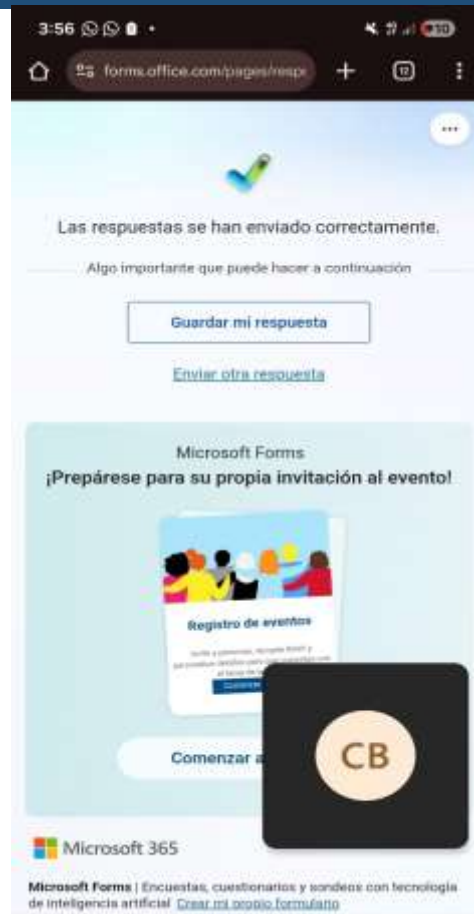 3:56
10
forms.office.com/pages/resp
12
Las respuestas se han enviado correctamente.
Algo importante que puede hacer a continuación
Guardar mi respuesta
Enviar otra respuesta
Microsoft Forms
¡Prepárese para su propia invitación al evento!
Registro de eventos
Comenzar a
CB
Microsoft 365
Microsoft Forms | Encuestas, cuestionarios y sondeos con tecnología
de inteligencia artificial Crear mi propio formulario